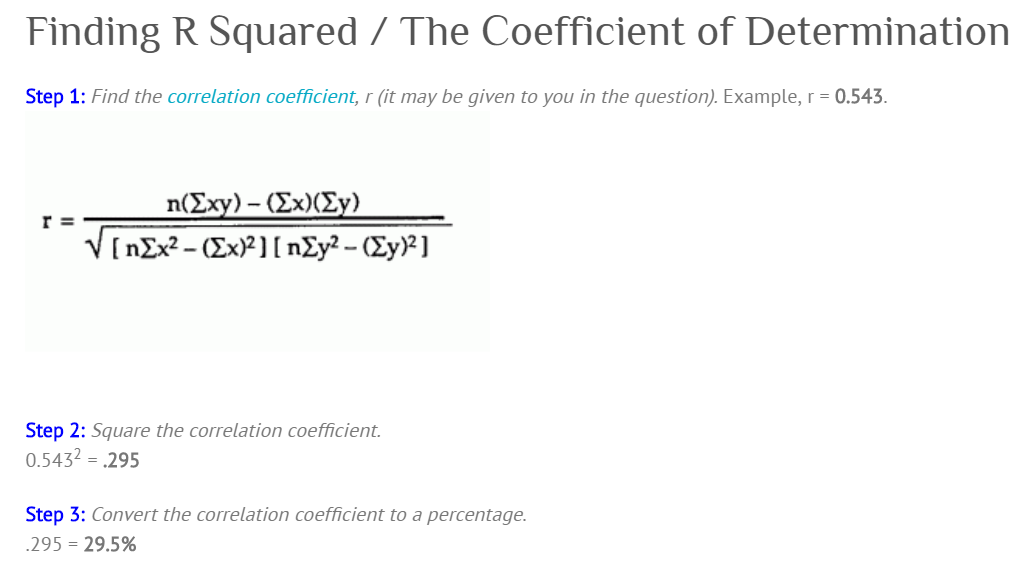 Finding R Squared / The Coefficient of Determination
Step 1: Find the correlation coefficient, r (it may be given to you in the question). Example, r = 0.543.
r = n(Σxy) – (Σx)(Σy) / √[ nΣx² – (Σx)² ] [ nΣy² – (Σy)² ]
Step 2: Square the correlation coefficient.
0.543² = .295
Step 3: Convert the correlation coefficient to a percentage.
.295 = 29.5%